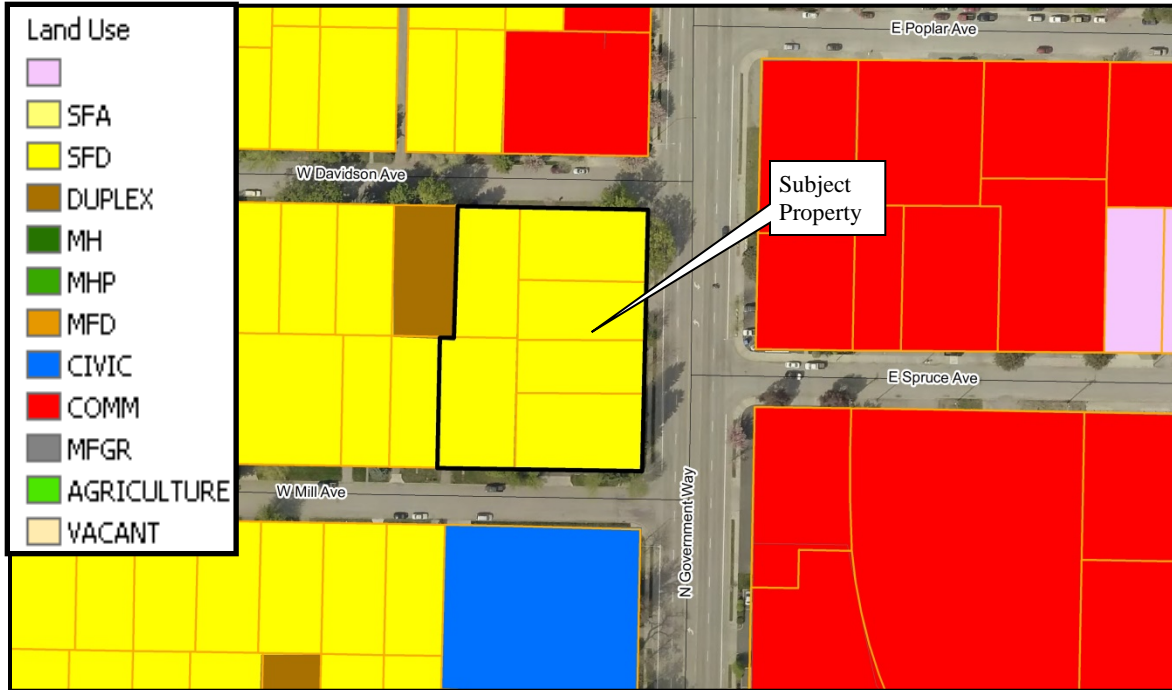 Land Use
SFA
SFD
DUPLEX
MH
MHP
MFD
CIVIC
COMM
MFGR
AGRICULTURE
VACANT
E Poplar Ave
W Davidson Ave
Subject
Property
E Spruce Ave
W Mill Ave
N Government Way